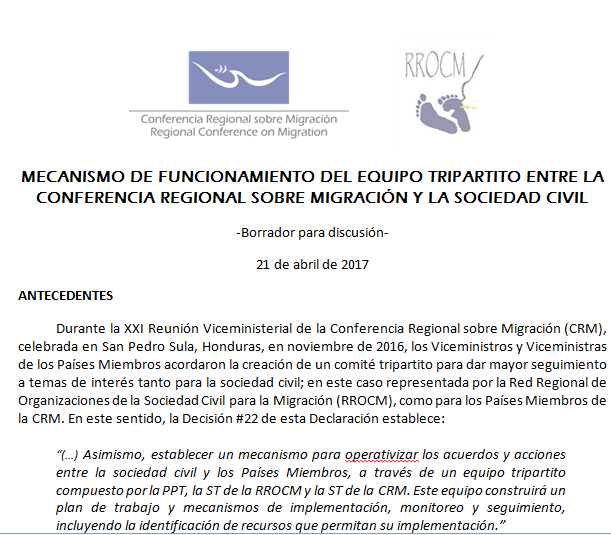 RROCM
Conferencia Regional sobre Migración
Regional Conference on Migration
MECANISMO DE FUNCIONAMIENTO DEL EQUIPO TRIPARTITO ENTRE LA
CONFERENCIA REGIONAL SOBRE MIGRACIÓN Y LA SOCIEDAD CIVIL
-Borrador para discusión-
21 de abril de 2017
ANTECEDENTES
Durante la XXI Reunión Viceministerial de la Conferencia Regional sobre Migración (CRM),
celebrada en San Pedro Sula, Honduras, en noviembre de 2016, los Viceministros y Viceministras
de los Países Miembros acordaron la creación de un comité tripartito para dar mayor seguimiento
a temas de interés tanto para la sociedad civil; en este caso representada por la Red Regional de
Organizaciones de la Sociedad Civil para la Migración (RROCM), como para los Países Miembros de
la CRM. En este sentido, la Decisión #22 de esta Declaración establece:
“(…) Asimismo, establecer un mecanismo para operativizar los acuerdos y acciones
entre la sociedad civil y los Países Miembros, a través de un equipo tripartito
compuesto por la PPT, la ST de la RROCM y la ST de la CRM. Este equipo construirá un
plan de trabajo y mecanismos de implementación, monitoreo y seguimiento,
incluyendo la identificación de recursos que permitan su implementación.”